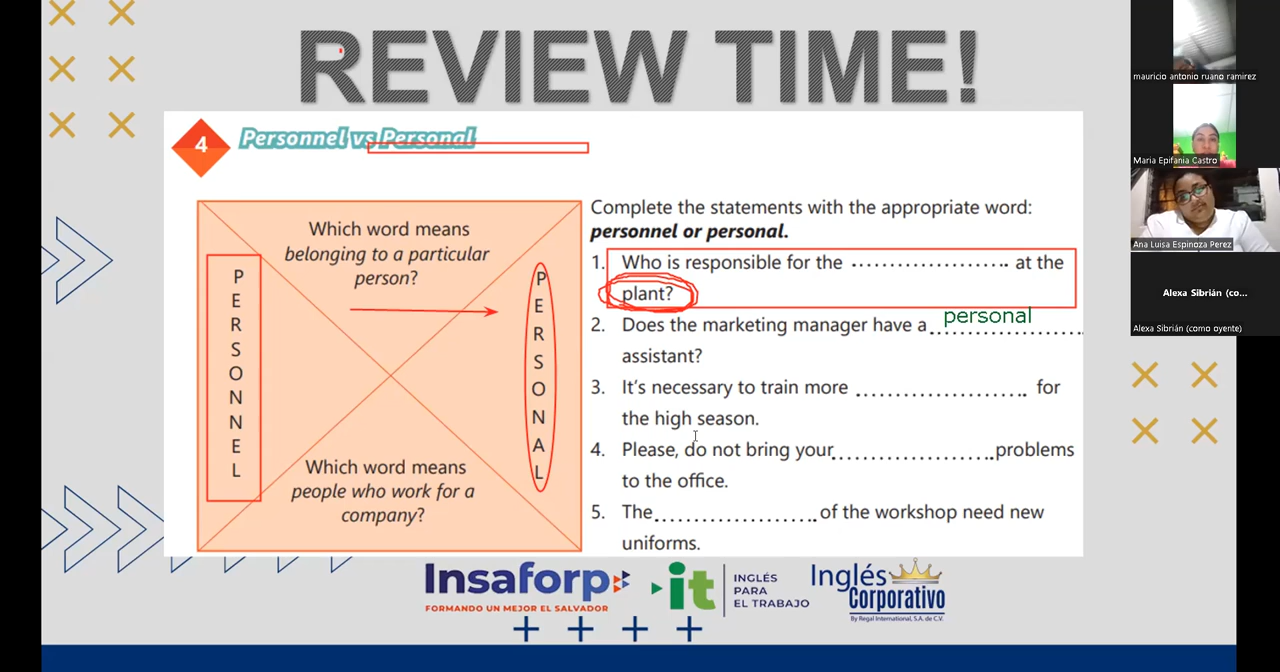 REVIEW TIME!
4
Personnel vs Personal
Which word means
belonging to a particular
person?
PERSONNEL
PERSONAL
Which word means
people who work for a
company?
Complete the statements with the appropriate word:
personnel or personal.
1. Who is responsible for the .................... at the
plant?
2. Does the marketing manager have a personal ....................
assistant?
3. It's necessary to train more .................... for
the high season.
4. Please, do not bring your .................... problems
to the office.
5. The .................... of the workshop need new
uniforms.
Insaforp
FORMANDO UN MEJOR EL SALVADOR
it
INGLÉS
PARA
EL TRABAJO
Inglés
Corporativo
By Regal International, S.A. de C.V.
mauricio antonio ruano ramirez
Maria Epifania Castro
Ana Luisa Espinoza Perez
Alexa Sibrián (co...
Alexa Sibrián (como oyente)